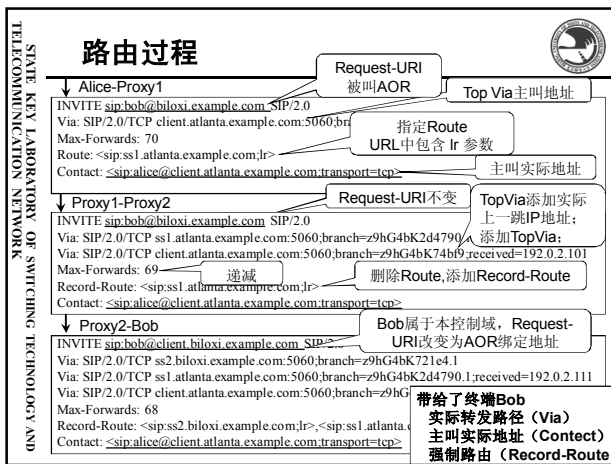 STATE KEY LABORATORY OF SWITCHING TECHNOLOGY AND
TELECOMMUNICATION NETWORK
路由过程
Alice-Proxy1
Request-URI
被叫AOR
INVITE sip:bob@biloxi.example.com SIP/2.0
Top Via主叫地址
Via: SIP/2.0/TCP client.atlanta.example.com:5060;br
Max-Forwards: 70
指定Route
URL中包含 lr 参数
Route: <sip:ss1.atlanta.example.com;lr>
Contact: <sip:alice@client.atlanta.example.com;transport=tcp>
主叫实际地址
Proxy1-Proxy2
Request-URI不变
TopVia添加实际
上一跳IP地址;
添加TopVia;
INVITE sip:bob@biloxi.example.com SIP/2.0
Via: SIP/2.0/TCP ss1.atlanta.example.com:5060;branch=z9hG4bK2d4790
Via: SIP/2.0/TCP client.atlanta.example.com:5060;branch=z9hG4bK74bf9;received=192.0.2.101
Max-Forwards: 69
递减
删除Route,添加Record-Route
Record-Route: <sip:ss1.atlanta.example.com;lr>
Contact: <sip:alice@client.atlanta.example.com;transport=tcp>
Proxy2-Bob
Bob属于本控制域，Request-
URI改变为AOR绑定地址
INVITE sip:bob@client.biloxi.example.com SIP/2.0
Via: SIP/2.0/TCP ss2.biloxi.example.com:5060;branch=z9hG4bK721e4.1
Via: SIP/2.0/TCP ss1.atlanta.example.com:5060;branch=z9hG4bK2d4790.1;received=192.0.2.111
Via: SIP/2.0/TCP client.atlanta.example.com:5060;branch=z9hG4
Max-Forwards: 68
Record-Route: <sip:ss2.biloxi.example.com;lr>,<sip:ss1.atlanta.e
Contact: <sip:alice@client.atlanta.example.com;transport=tcp>
带给了终端Bob
实际转发路径（Via）
主叫实际地址（Contect）
强制路由（Record-Route